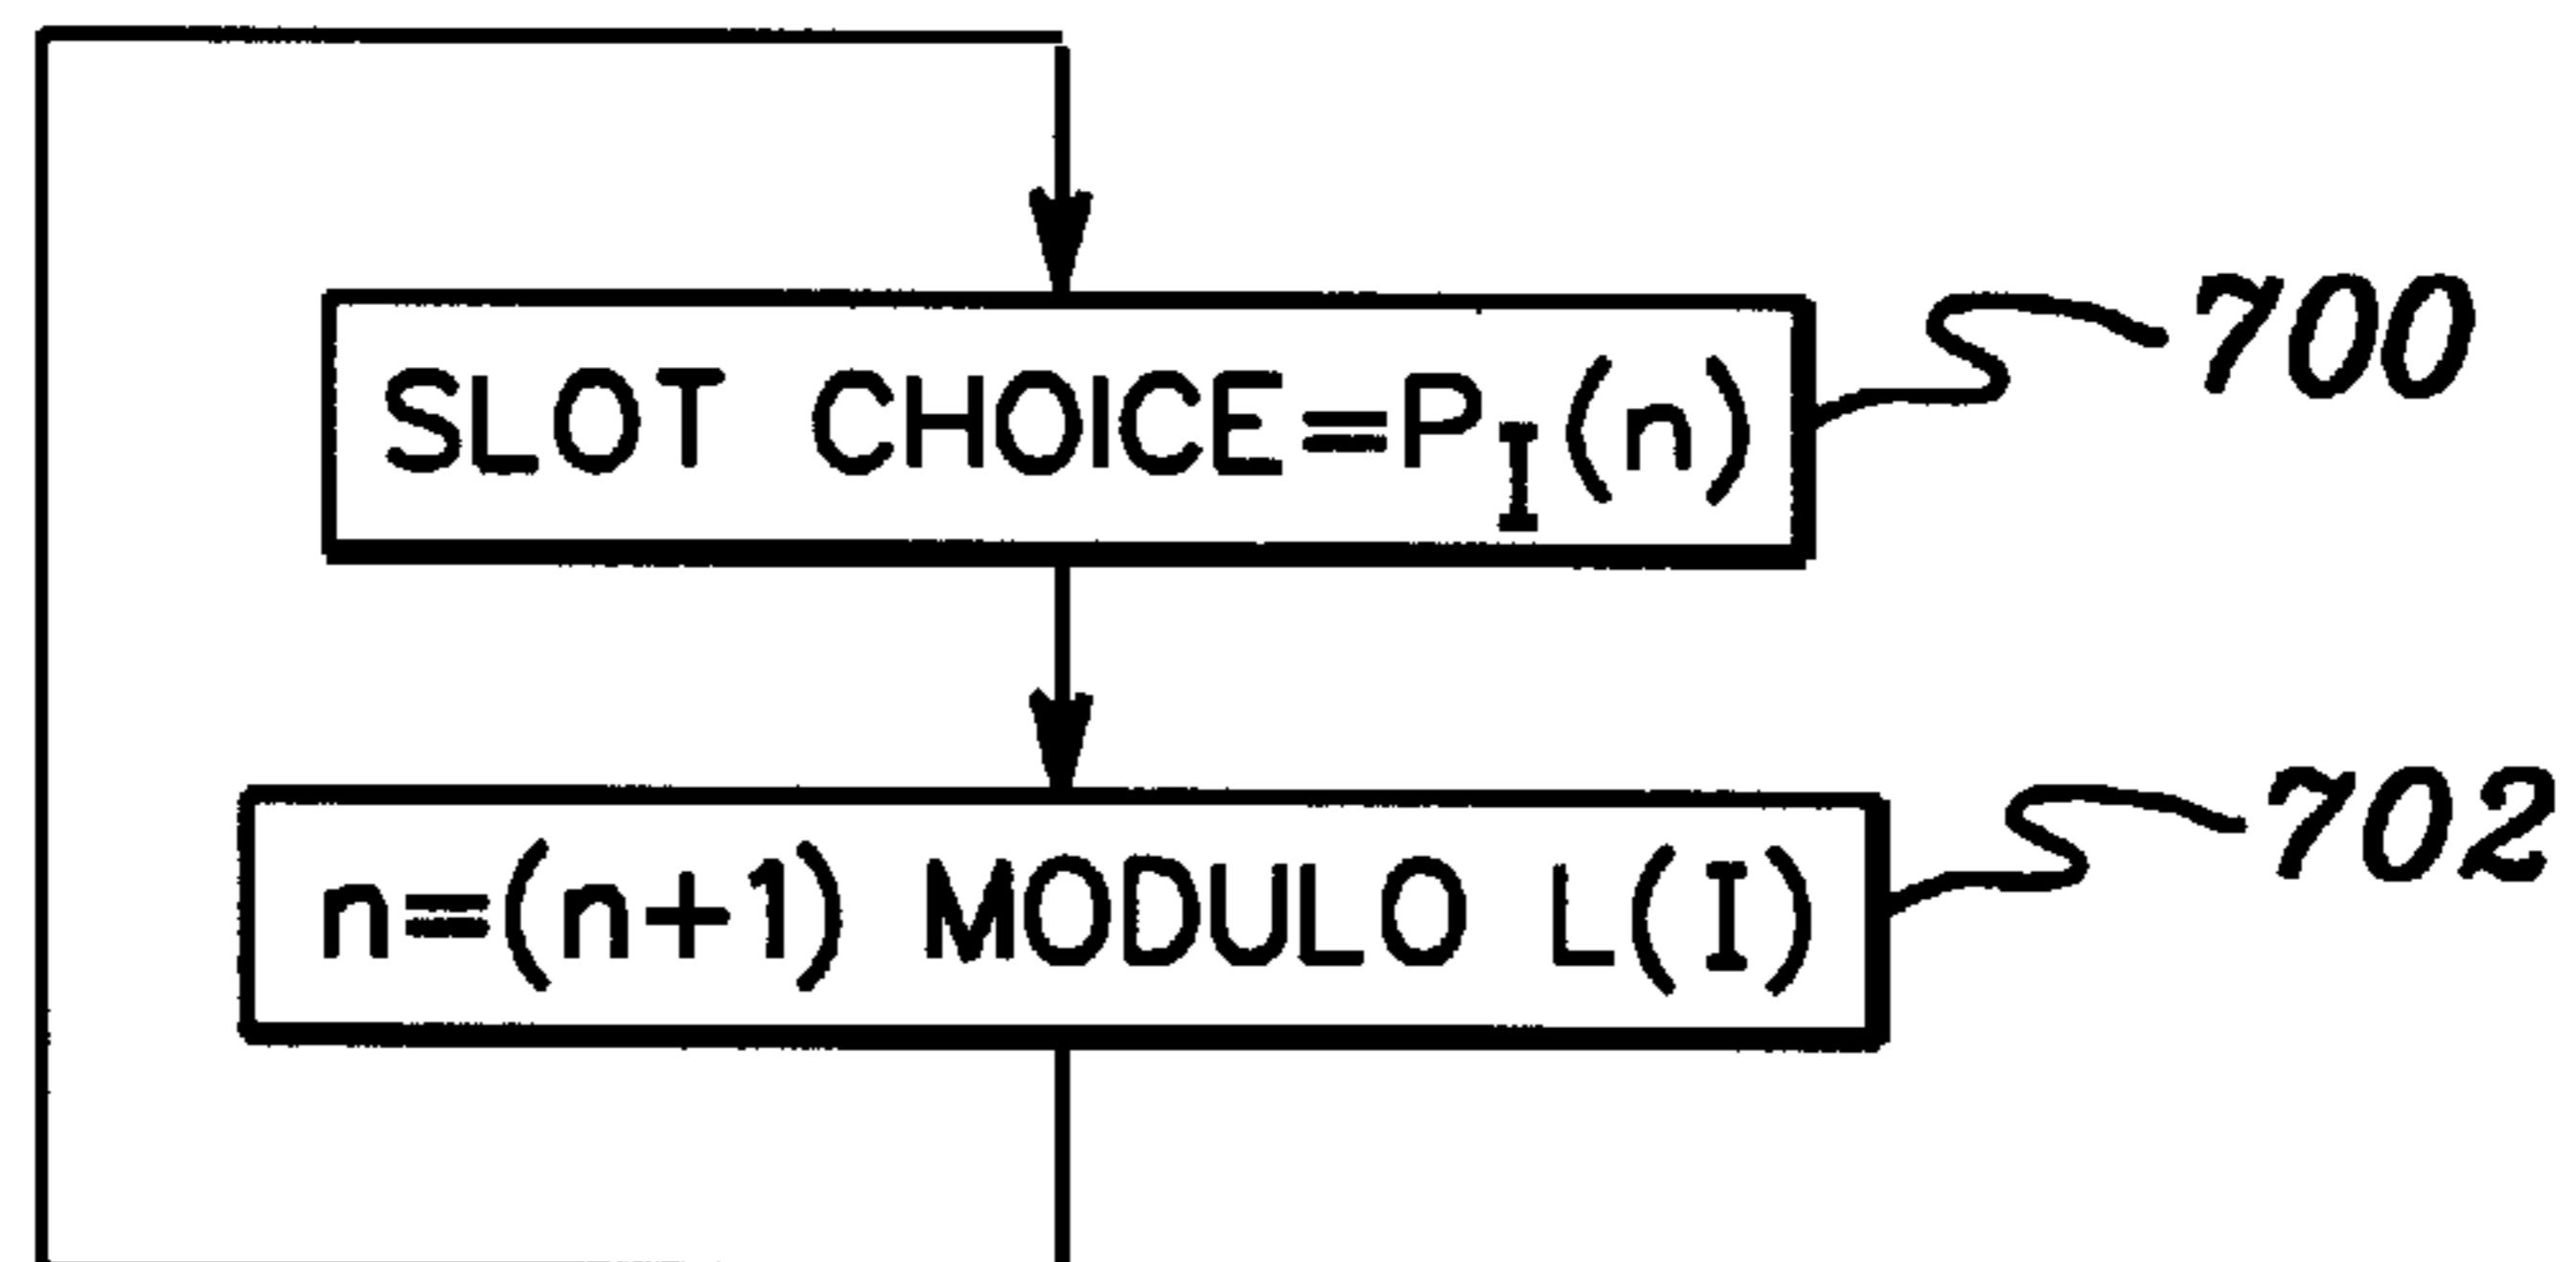 SLOT CHOICE=P_I(n)
700
n=(n+1) MODULO L(I)
702